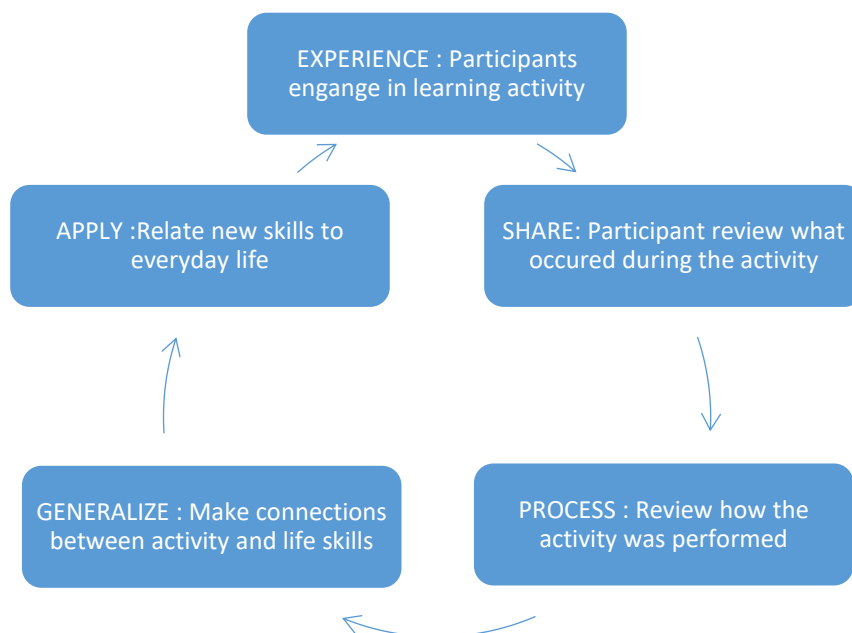 EXPERIENCE : Participants
engange in learning activity
SHARE: Participant review what
occured during the activity
PROCESS : Review how the
activity was performed
GENERALIZE : Make connections
between activity and life skills
APPLY :Relate new skills to
everyday life